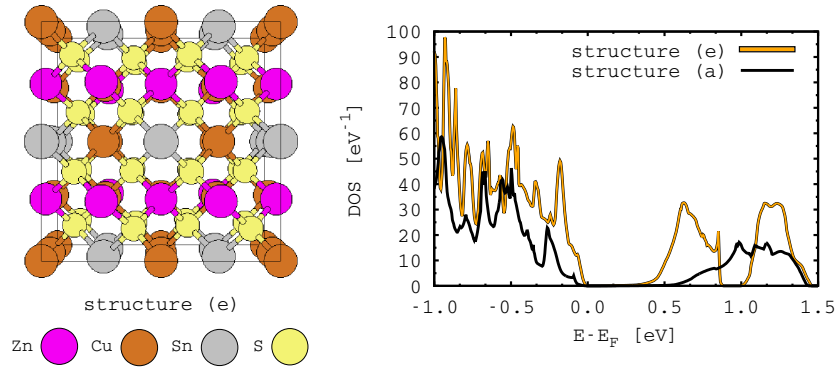 structure (e)
Zn Cu Sn S
100
90
80
70
60
50
40
30
20
10
0
DOS [eV⁻¹]
structure (e)
structure (a)
-1.0 -0.5 0.0 0.5 1.0 1.5
E-E_F [eV]